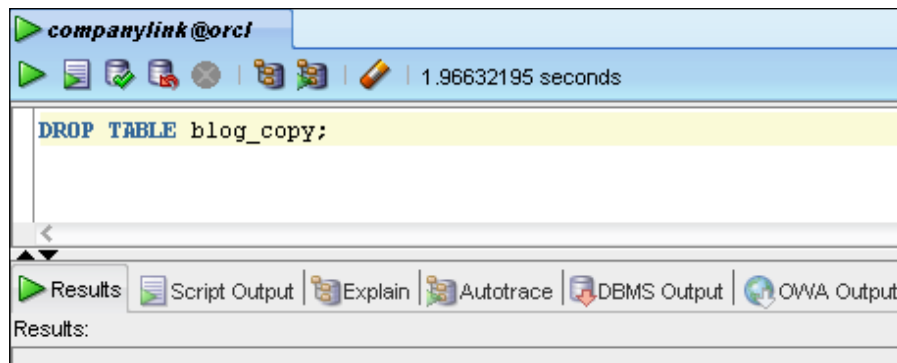 companylink@orcl
1.96632195 seconds
DROP TABLE blog_copy;
Results Script Output Explain Autotrace DBMS Output OWA Output
Results: